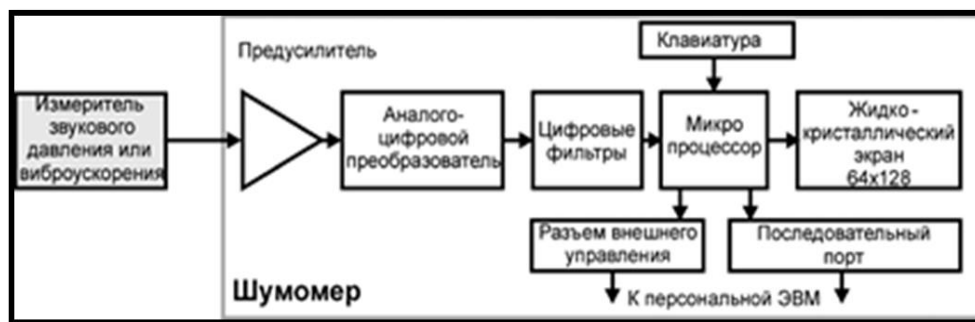 Предусилитель
Клавиатура
Измеритель
звукового
давления или
виброускорения
Аналого-
цифровой
преобразователь
Цифровые
фильтры
Микро
процессор
Жидко-
кристаллический
экран
64x128
Разъем внешнего
управления
Последовательный
порт
Шумомер
К персональной ЭВМ